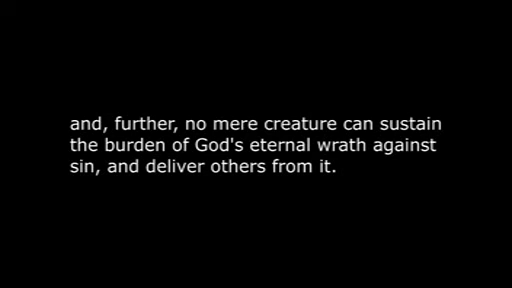 and, further, no mere creature can sustain
the burden of God's eternal wrath against
sin, and deliver others from it.